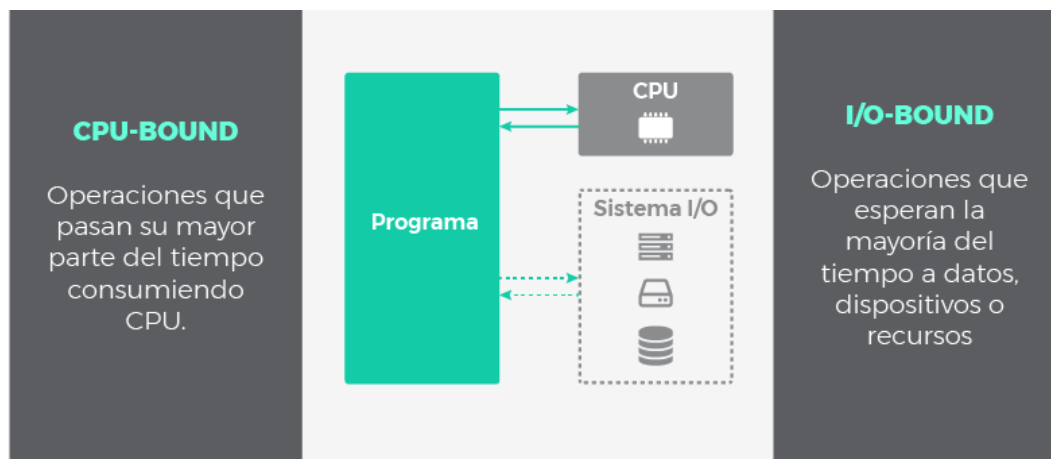 CPU-BOUND
Operaciones que
pasan su mayor
parte del tiempo
consumiendo
CPU.
Programa
CPU
Sistema I/O
I/O-BOUND
Operaciones que
esperan la
mayoría del
tiempo a datos,
dispositivos o
recursos